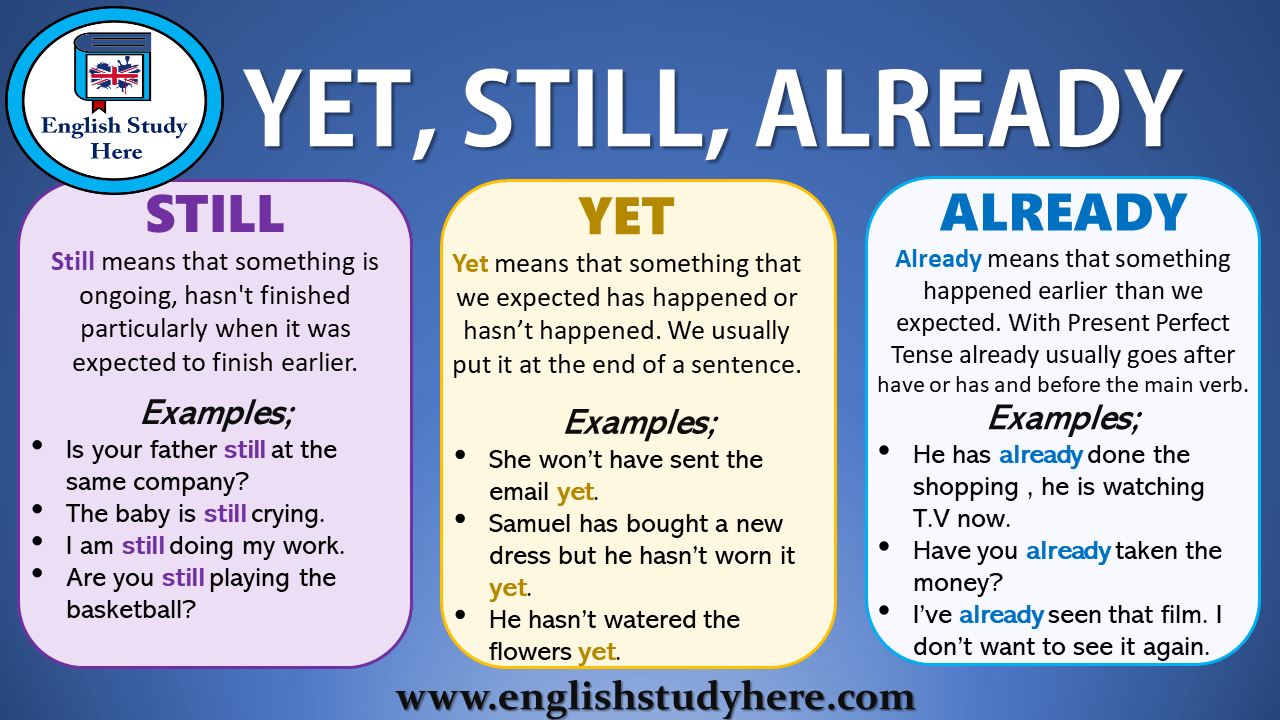 English Study
Here
YET, STILL, ALREADY
STILL
Still means that something is
ongoing, hasn't finished
particularly when it was
expected to finish earlier.
Examples;
• Is your father still at the
same company?
• The baby is still crying.
• I am still doing my work.
• Are you still playing the
basketball?
YET
Yet means that something that
we expected has happened or
hasn’t happened. We usually
put it at the end of a sentence.
Examples;
• She won’t have sent the
email yet.
• Samuel has bought a new
dress but he hasn’t worn it
yet.
• He hasn’t watered the
flowers yet.
ALREADY
Already means that something
happened earlier than we
expected. With Present Perfect
Tense already usually goes after
have or has and before the main verb.
Examples;
• He has already done the
shopping , he is watching
T.V now.
• Have you already taken the
money?
• I’ve already seen that film. I
don’t want to see it again.
www.englishstudyhere.com